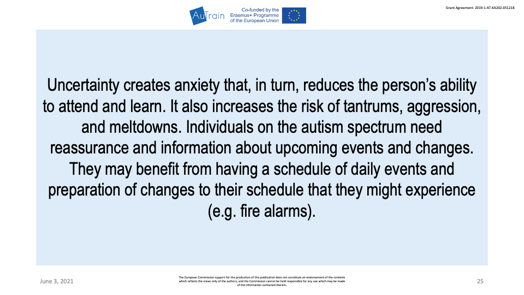 Grant Agreement: 2019-1-AT-KA202-051218
AuTrain
Co-funded by the
Erasmus+ Programme
of the European Union
Uncertainty creates anxiety that, in turn, reduces the person's ability
to attend and learn. It also increases the risk of tantrums, aggression,
and meltdowns. Individuals on the autism spectrum need
reassurance and information about upcoming events and changes.
They may benefit from having a schedule of daily events and
preparation of changes to their schedule that they might experience
(e.g. fire alarms).
June 3, 2021
The European Commission support for the production of this publication does not constitute an endorsement of the contents
which reflects the views only of the authors, and the Commission cannot be held responsible for any use which may be made
of the information contained therein.
25